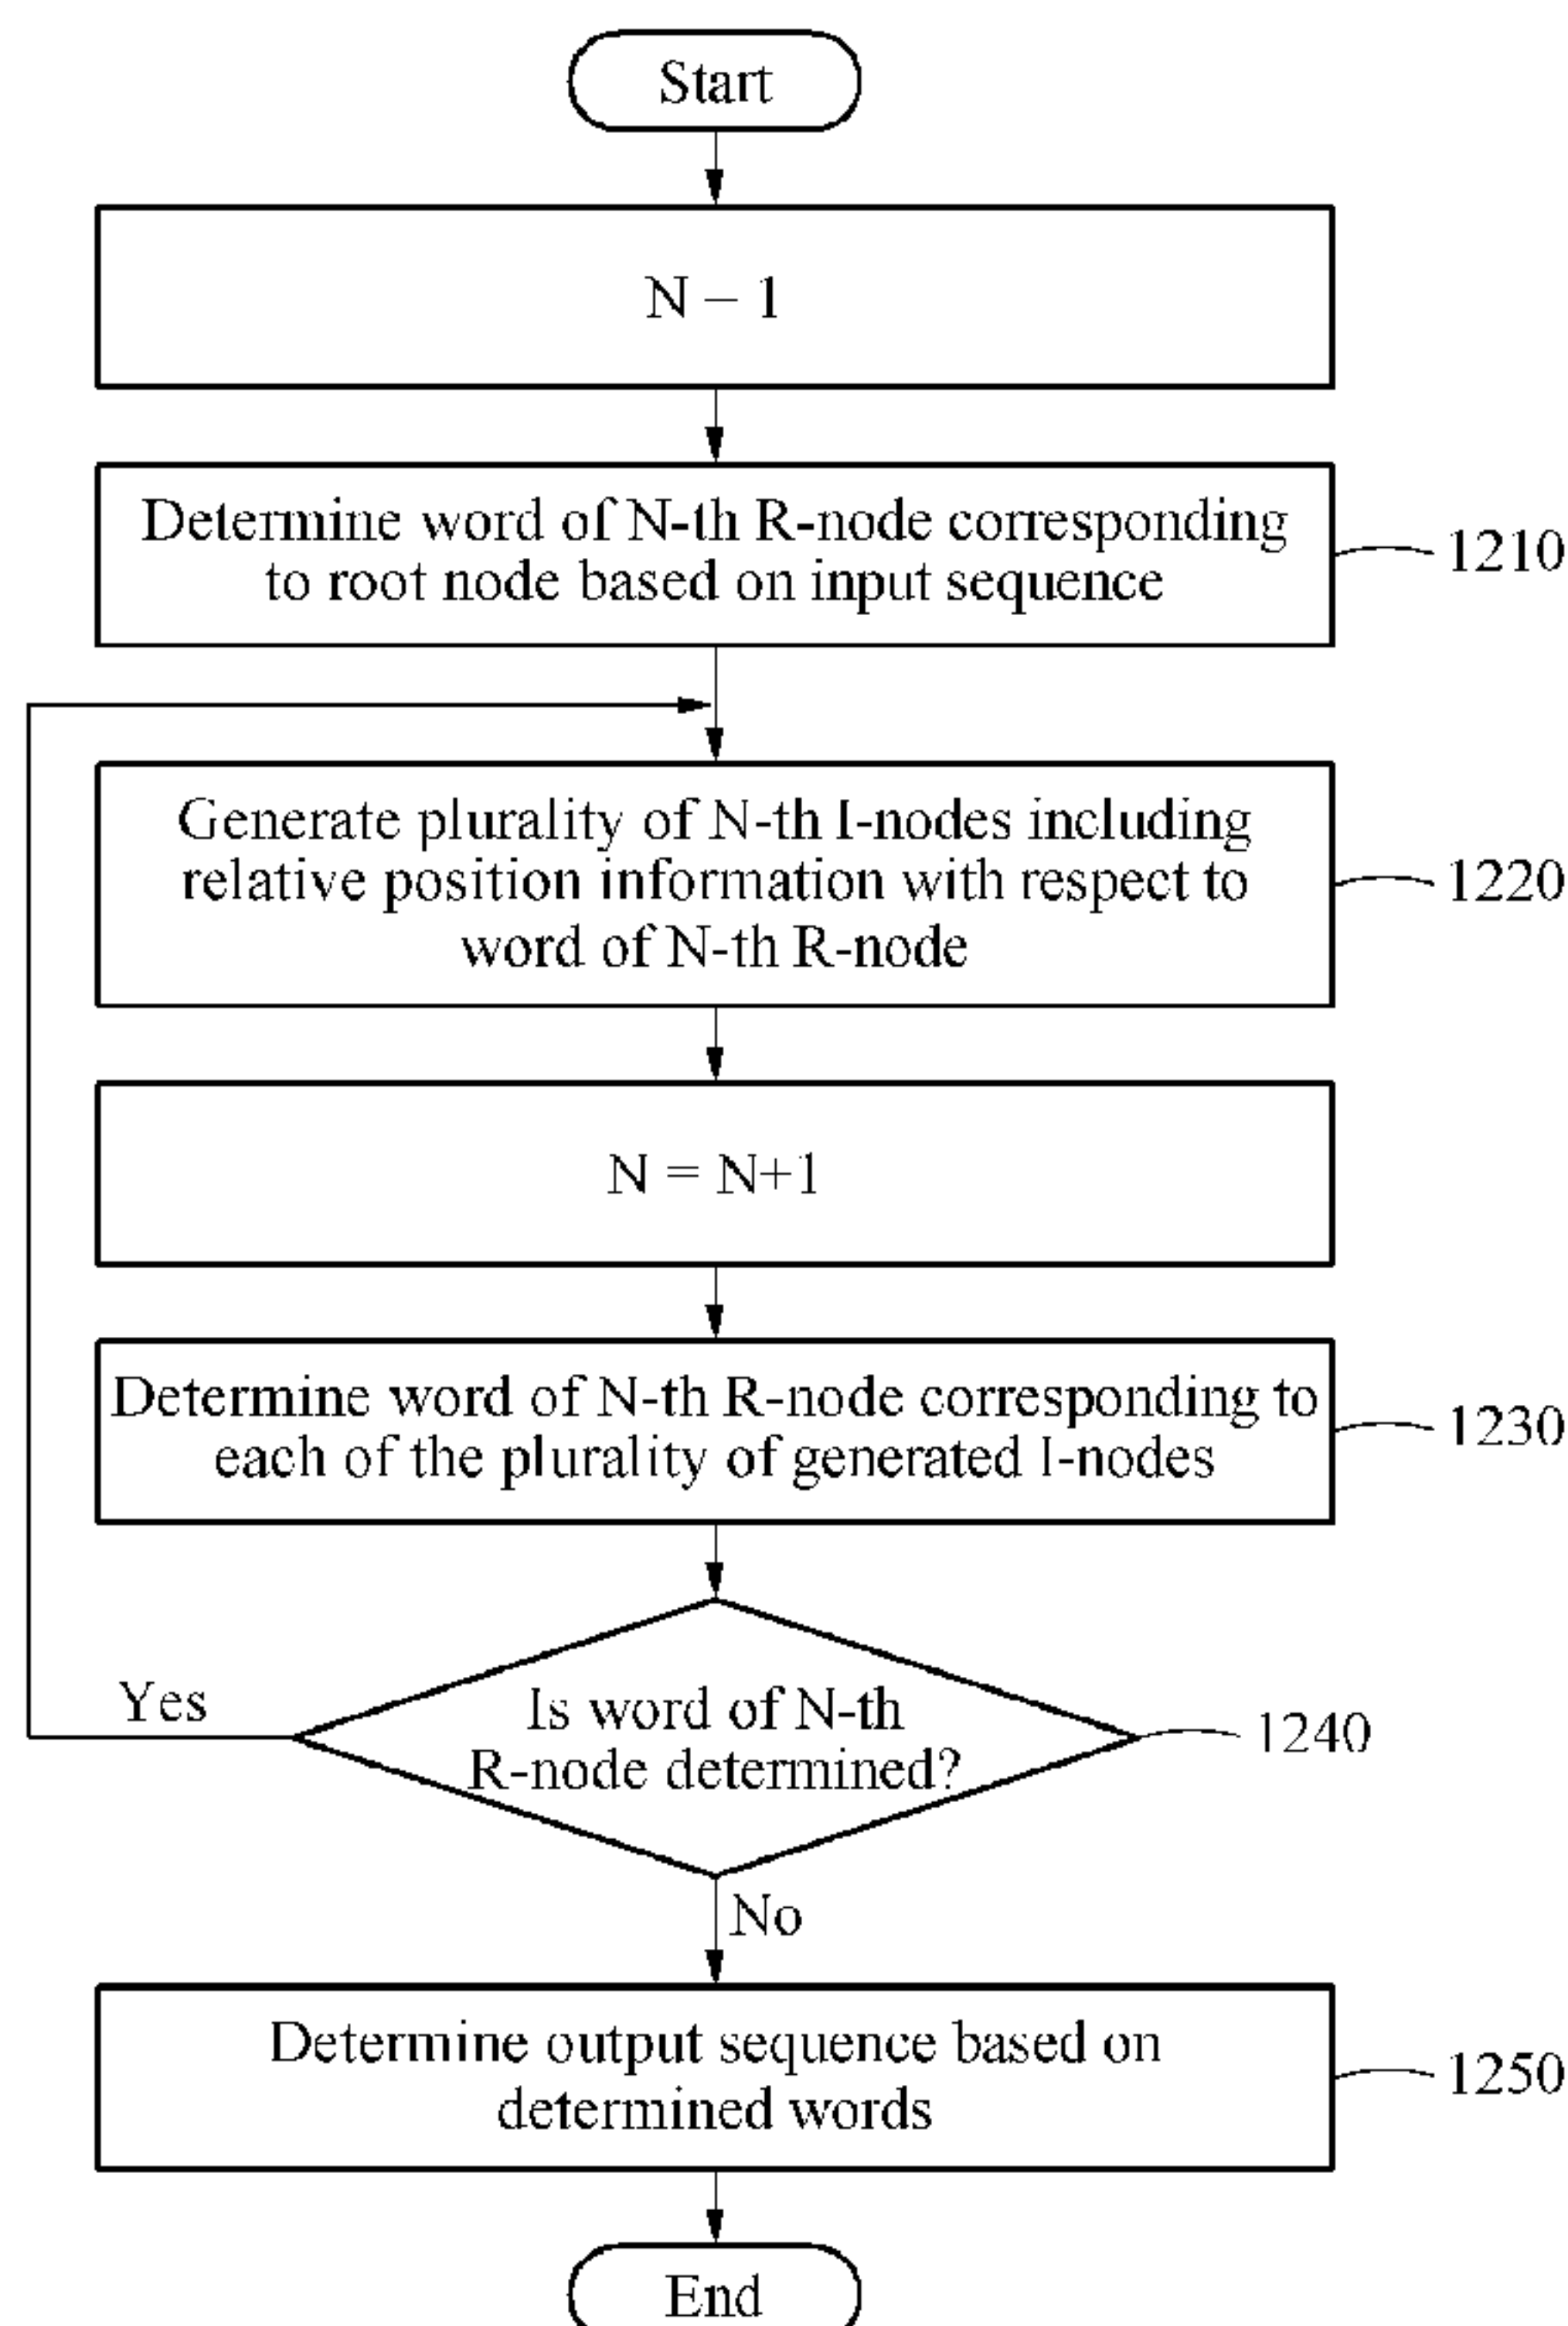 Start
N – 1
Determine word of N-th R-node corresponding
to root node based on input sequence
1210
Generate plurality of N-th I-nodes including
relative position information with respect to
word of N-th R-node
1220
N = N+1
Determine word of N-th R-node corresponding to
each of the plurality of generated I-nodes
1230
Yes
Is word of N-th
R-node determined?
1240
No
Determine output sequence based on
determined words
1250
End